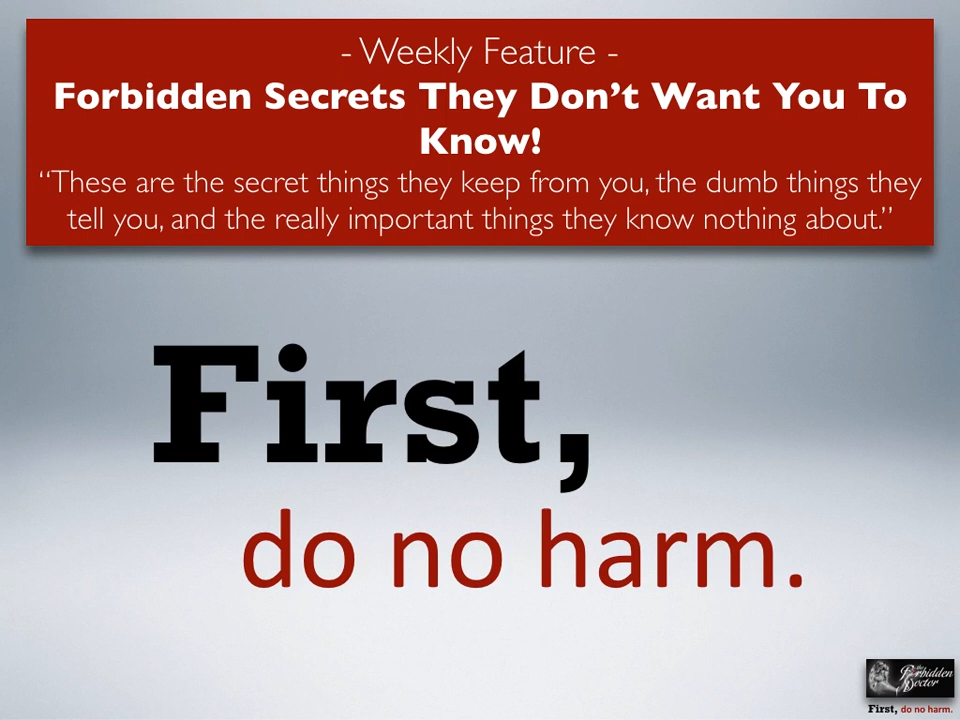 - Weekly Feature -
Forbidden Secrets They Don’t Want You To
Know!
“These are the secret things they keep from you, the dumb things they
tell you, and the really important things they know nothing about.”
First,
do no harm.
the
Forbidden
Doctor
First, do no harm.